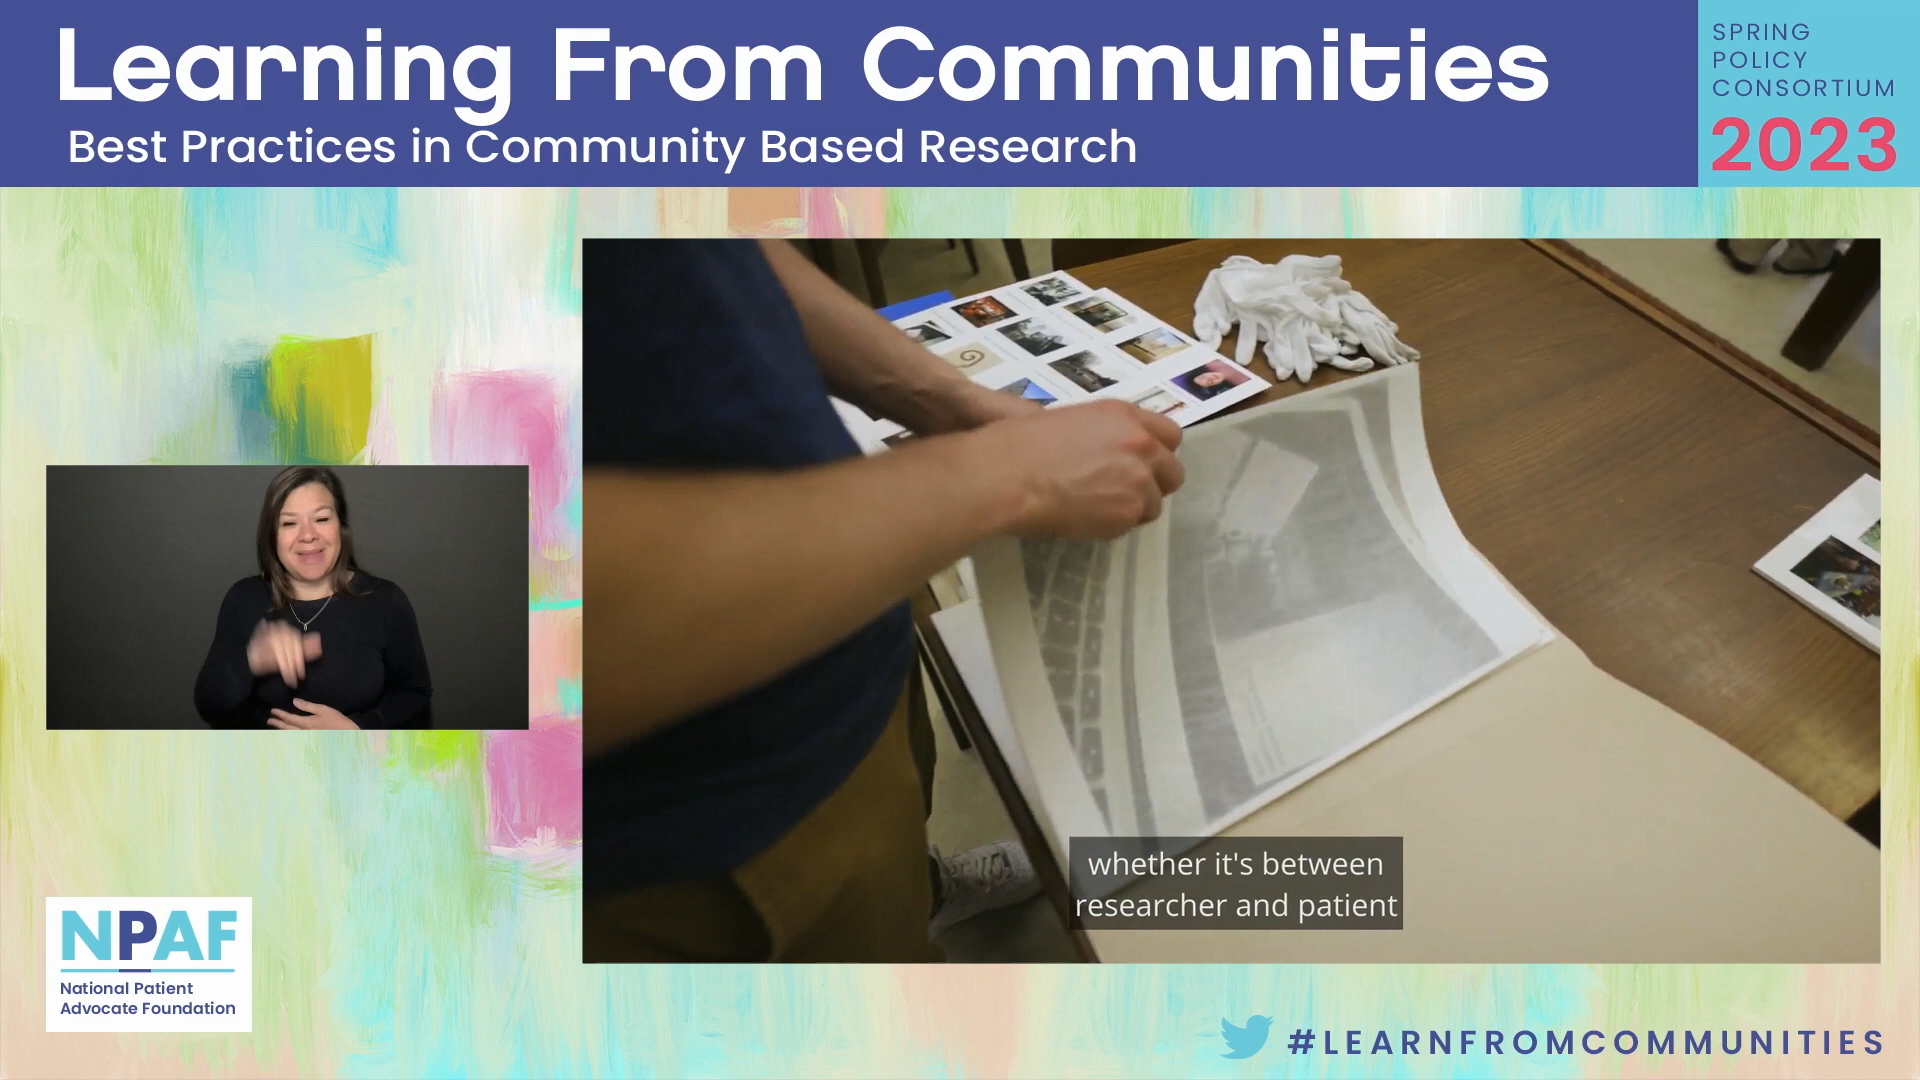 Learning From Communities
Best Practices in Community Based Research
SPRING
POLICY
CONSORTIUM
2023
whether it's between
researcher and patient
NPAF
National Patient
Advocate Foundation
#LEARNFROMCOMMUNITIES